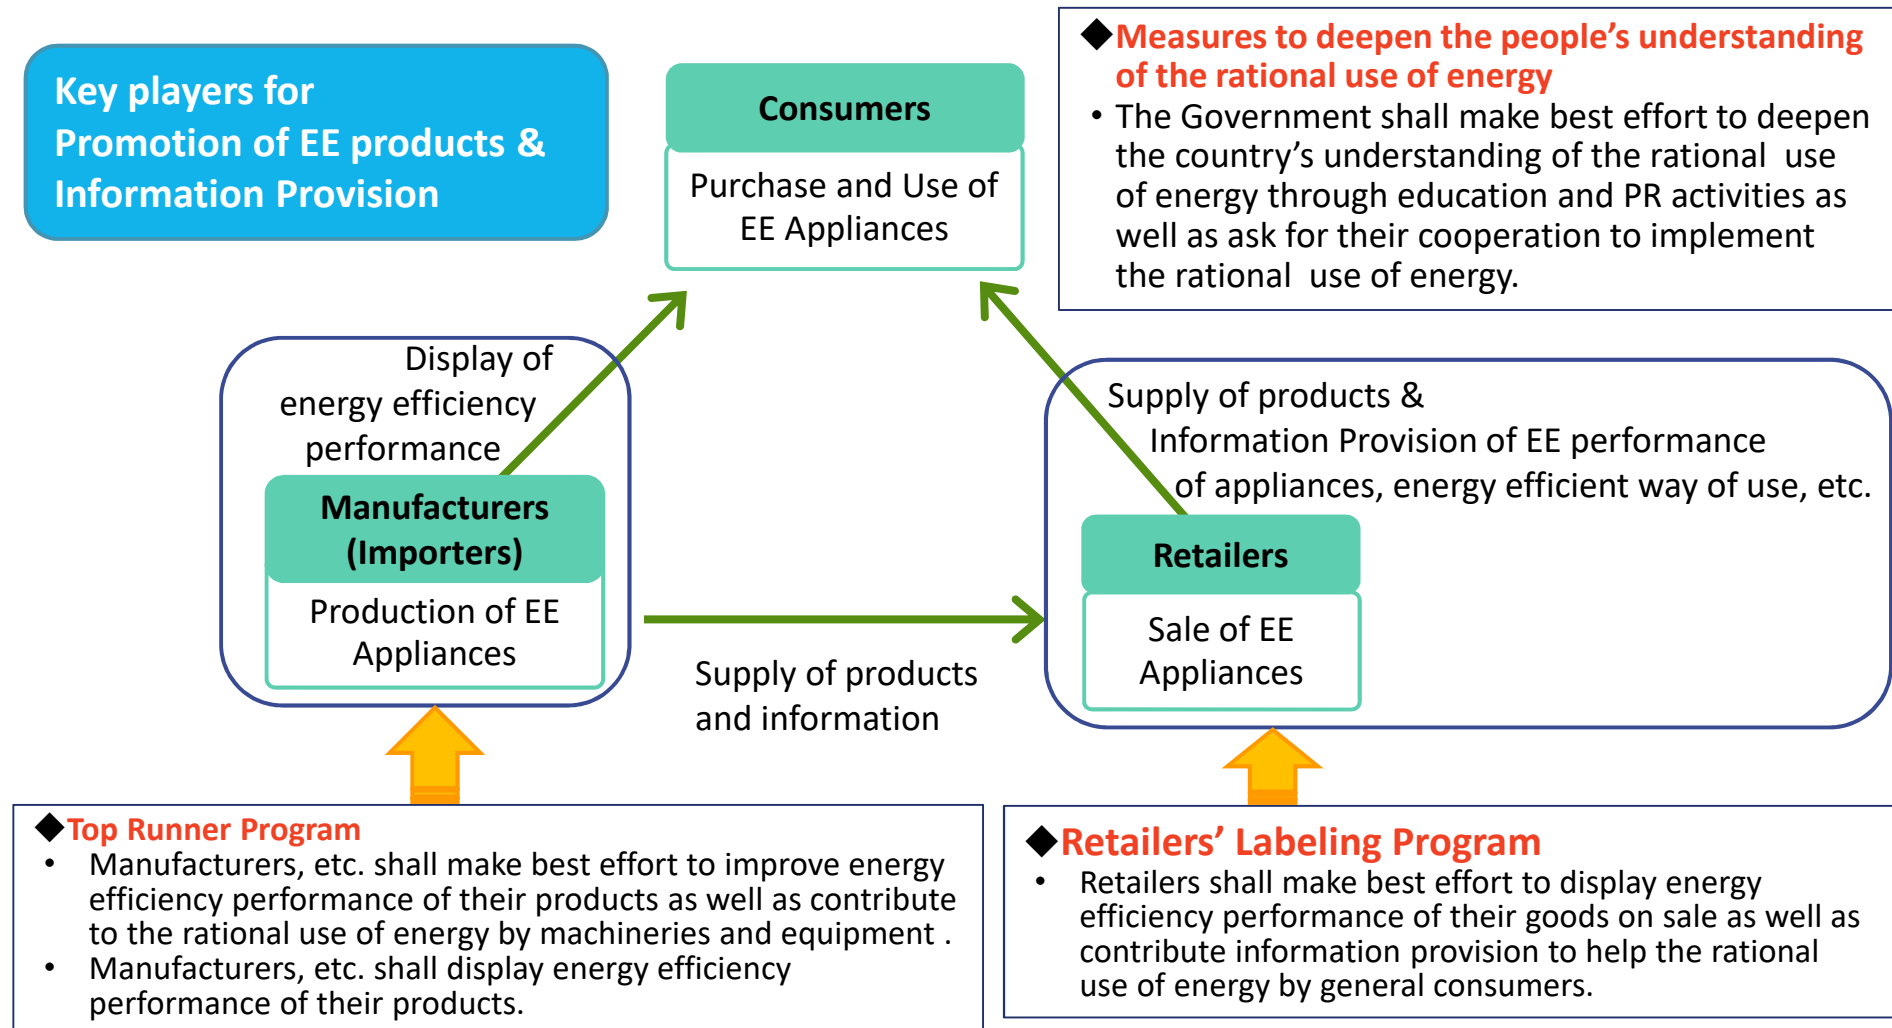 Key players for
Promotion of EE products &
Information Provision
Consumers
Purchase and Use of
EE Appliances
◆Measures to deepen the people’s understanding
of the rational use of energy
• The Government shall make best effort to deepen
the country’s understanding of the rational use
of energy through education and PR activities as
well as ask for their cooperation to implement
the rational use of energy.
Display of
energy efficiency
performance
Manufacturers
(Importers)
Production of EE
Appliances
Supply of products
and information
Supply of products &
Information Provision of EE performance
of appliances, energy efficient way of use, etc.
Retailers
Sale of EE
Appliances
◆Top Runner Program
• Manufacturers, etc. shall make best effort to improve energy
efficiency performance of their products as well as contribute
to the rational use of energy by machineries and equipment .
• Manufacturers, etc. shall display energy efficiency
performance of their products.
◆Retailers’ Labeling Program
• Retailers shall make best effort to display energy
efficiency performance of their goods on sale as well as
contribute information provision to help the rational
use of energy by general consumers.